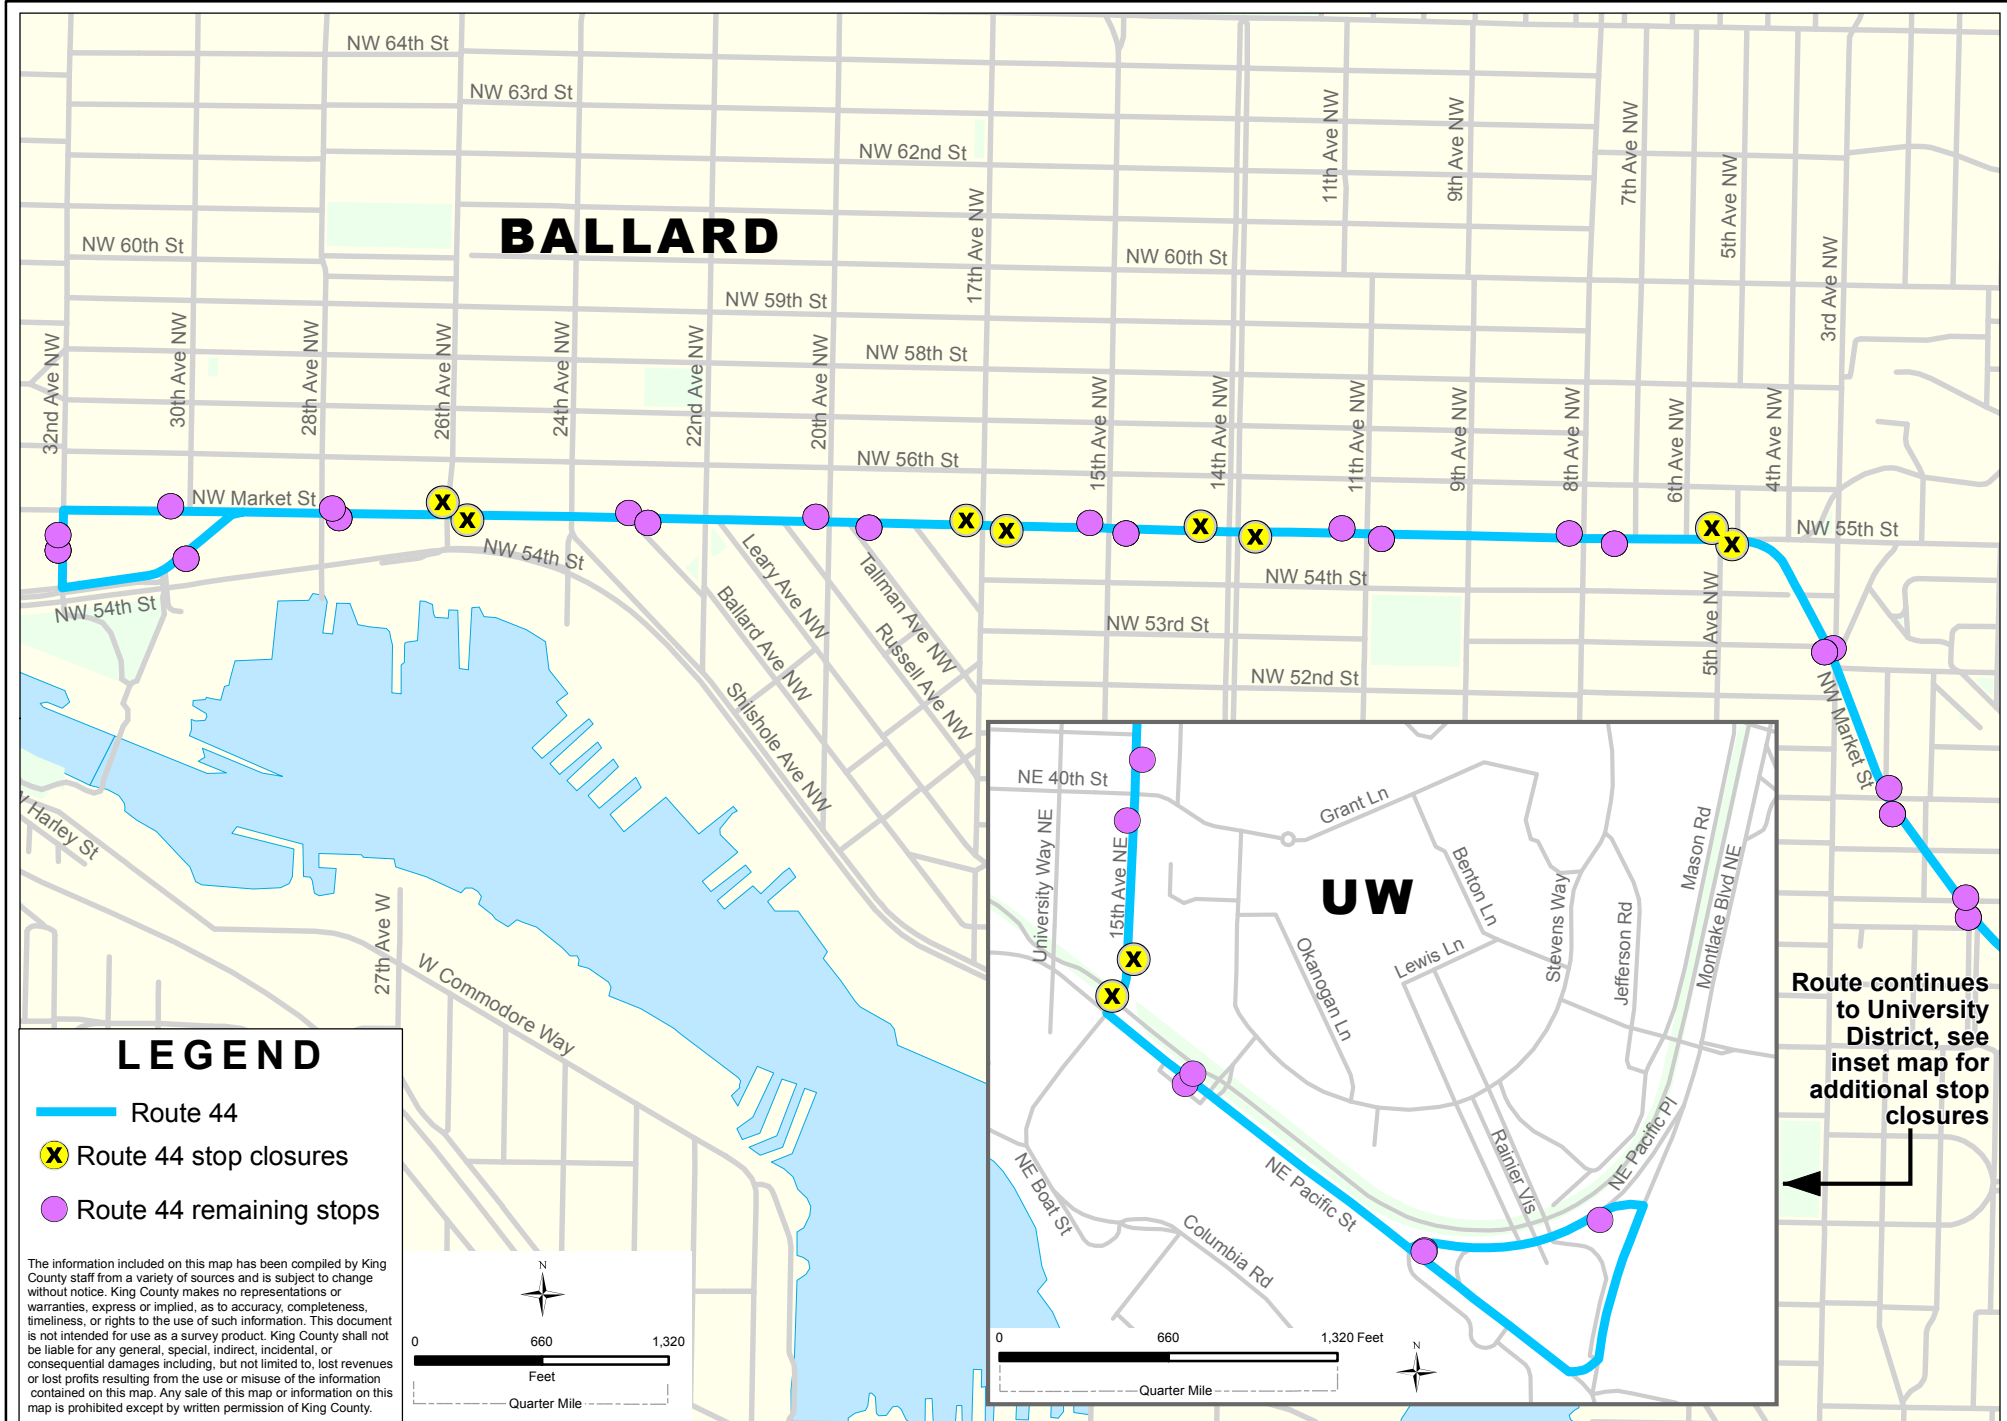 NW 64th St
NW 63rd St
NW 62nd St
11th Ave NW
9th Ave NW
7th Ave NW
5th Ave NW
17th Ave NW
BALLARD
NW 60th St
NW 60th St
3rd Ave NW
NW 59th St
NW 58th St
32nd Ave NW
30th Ave NW
28th Ave NW
26th Ave NW
24th Ave NW
22nd Ave NW
20th Ave NW
15th Ave NW
14th Ave NW
11th Ave NW
9th Ave NW
8th Ave NW
6th Ave NW
4th Ave NW
NW 56th St
NW Market St
X
X
X
X
X
X
X
X
NW 55th St
NW 54th St
NW 54th St
NW 54th St
Leary Ave NW
Tallman Ave NW
Ballard Ave NW
Russell Ave NW
Shilshole Ave NW
NW 53rd St
NW 52nd St
5th Ave NW
NW Market St
Harley St
27th Ave W
W Commodore Way
NE 40th St
University Way NE
15th Ave NE
Grant Ln
UW
Benton Ln
Mason Rd
Montlake Blvd NE
Stevens Way
Jefferson Rd
Lewis Ln
Okanogan Ln
X
X
NE Boat St
Columbia Rd
NE Pacific St
Rainier Vis
NE Pacific Pl
0 660 1,320 Feet
Quarter Mile
N
Route continues
to University
District, see
inset map for
additional stop
closures
LEGEND
Route 44
X Route 44 stop closures
Route 44 remaining stops
The information included on this map has been compiled by King
County staff from a variety of sources and is subject to change
without notice. King County makes no representations or
warranties, express or implied, as to accuracy, completeness,
timeliness, or rights to the use of such information. This document
is not intended for use as a survey product. King County shall not
be liable for any general, special, indirect, incidental, or
consequential damages including, but not limited to, lost revenues
or lost profits resulting from the use or misuse of the information
contained on this map. Any sale of this map or information on this
map is prohibited except by written permission of King County.
N
0 660 1,320
Feet
Quarter Mile